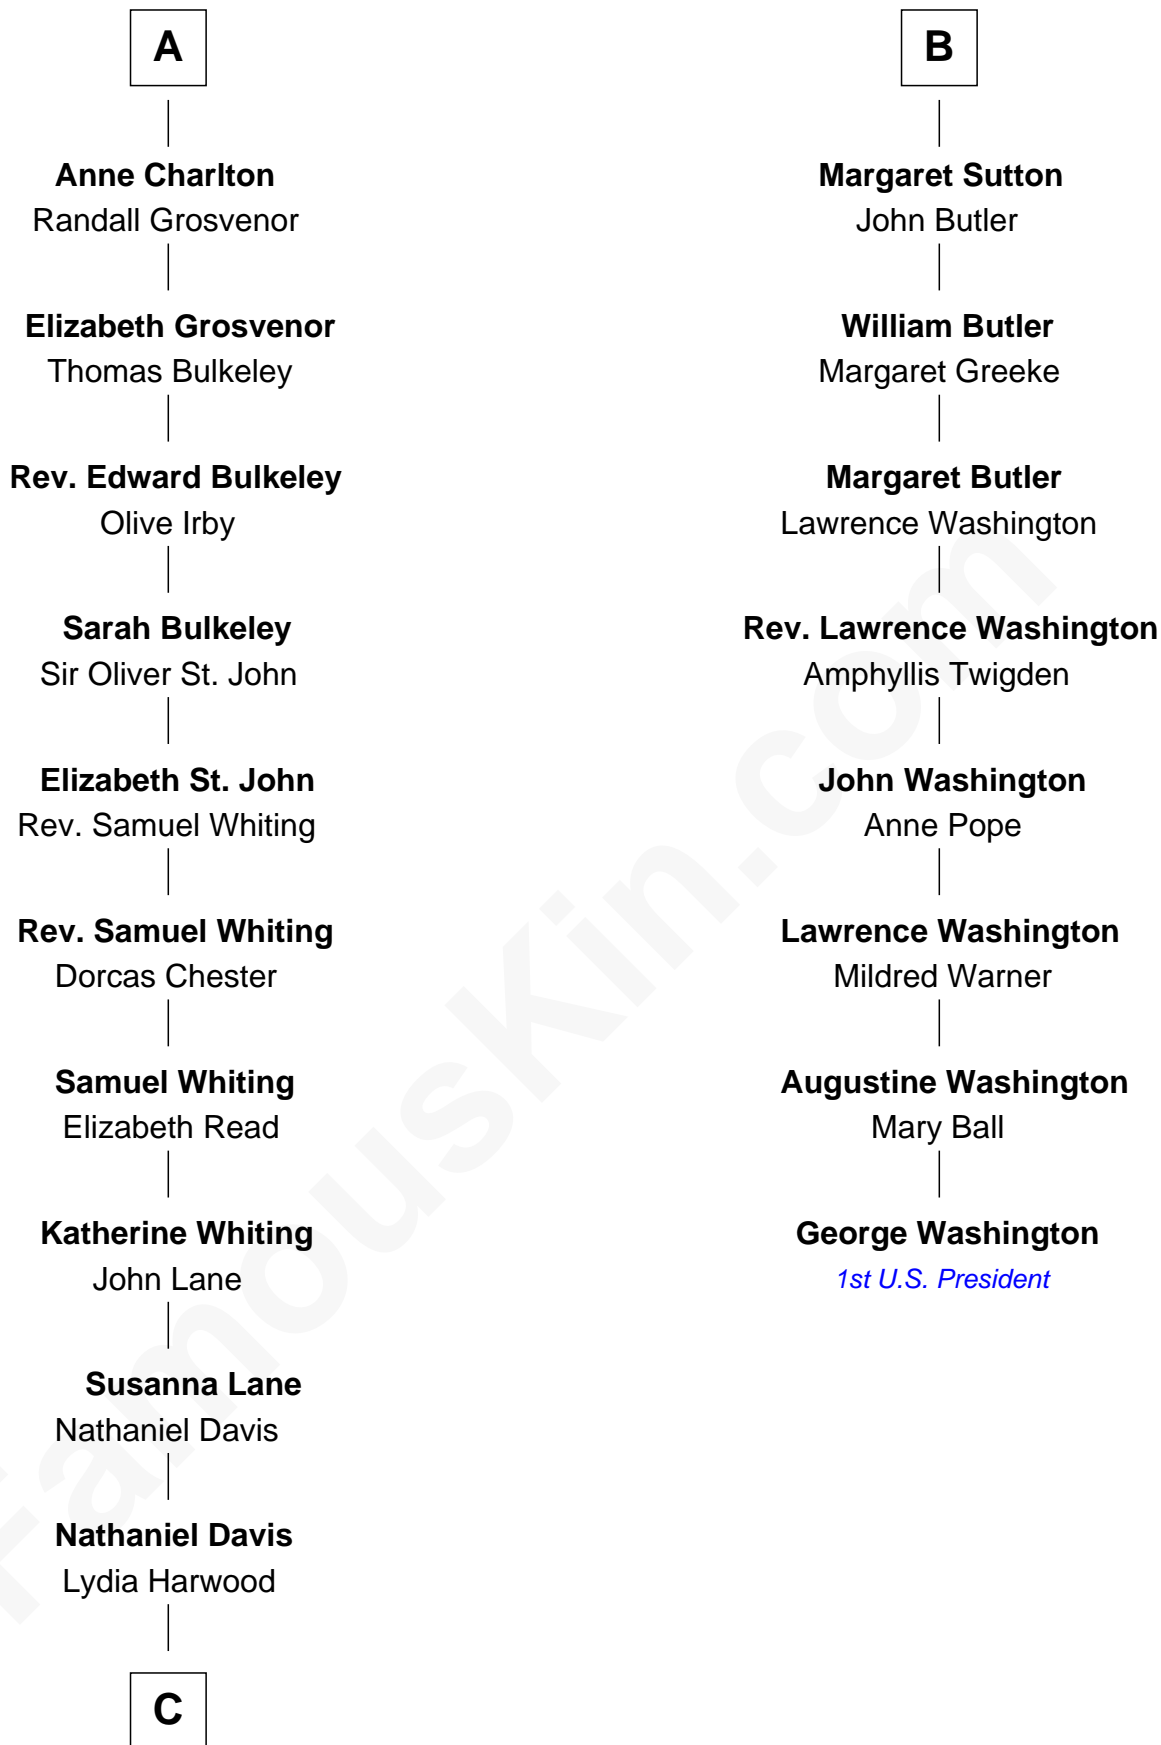 A
Anne Charlton
Randall Grosvenor
Elizabeth Grosvenor
Thomas Bulkeley
Rev. Edward Bulkeley
Olive Irby
Sarah Bulkeley
Sir Oliver St. John
Elizabeth St. John
Rev. Samuel Whiting
Rev. Samuel Whiting
Dorcas Chester
Samuel Whiting
Elizabeth Read
Katherine Whiting
John Lane
Susanna Lane
Nathaniel Davis
Nathaniel Davis
Lydia Harwood
C
B
Margaret Sutton
John Butler
William Butler
Margaret Greeke
Margaret Butler
Lawrence Washington
Rev. Lawrence Washington
Amphyllis Twigden
John Washington
Anne Pope
Lawrence Washington
Mildred Warner
Augustine Washington
Mary Ball
George Washington
1st U.S. President
FamousKin.com